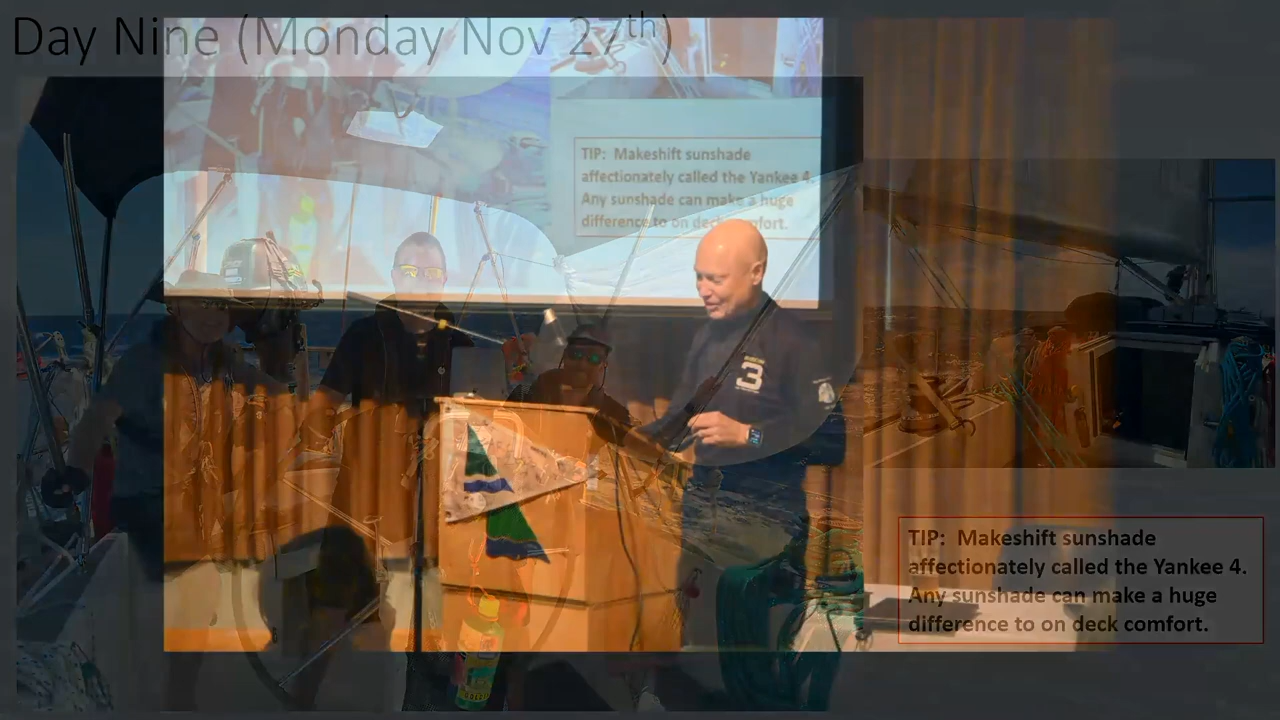 Day Nine (Monday Nov 27th)
TIP:  Makeshift sunshade
affectionately called the Yankee 4.
Any sunshade can make a huge
difference to on deck comfort.
3
TIP:  Makeshift sunshade
affectionately called the Yankee 4.
Any sunshade can make a huge
difference to on deck comfort.